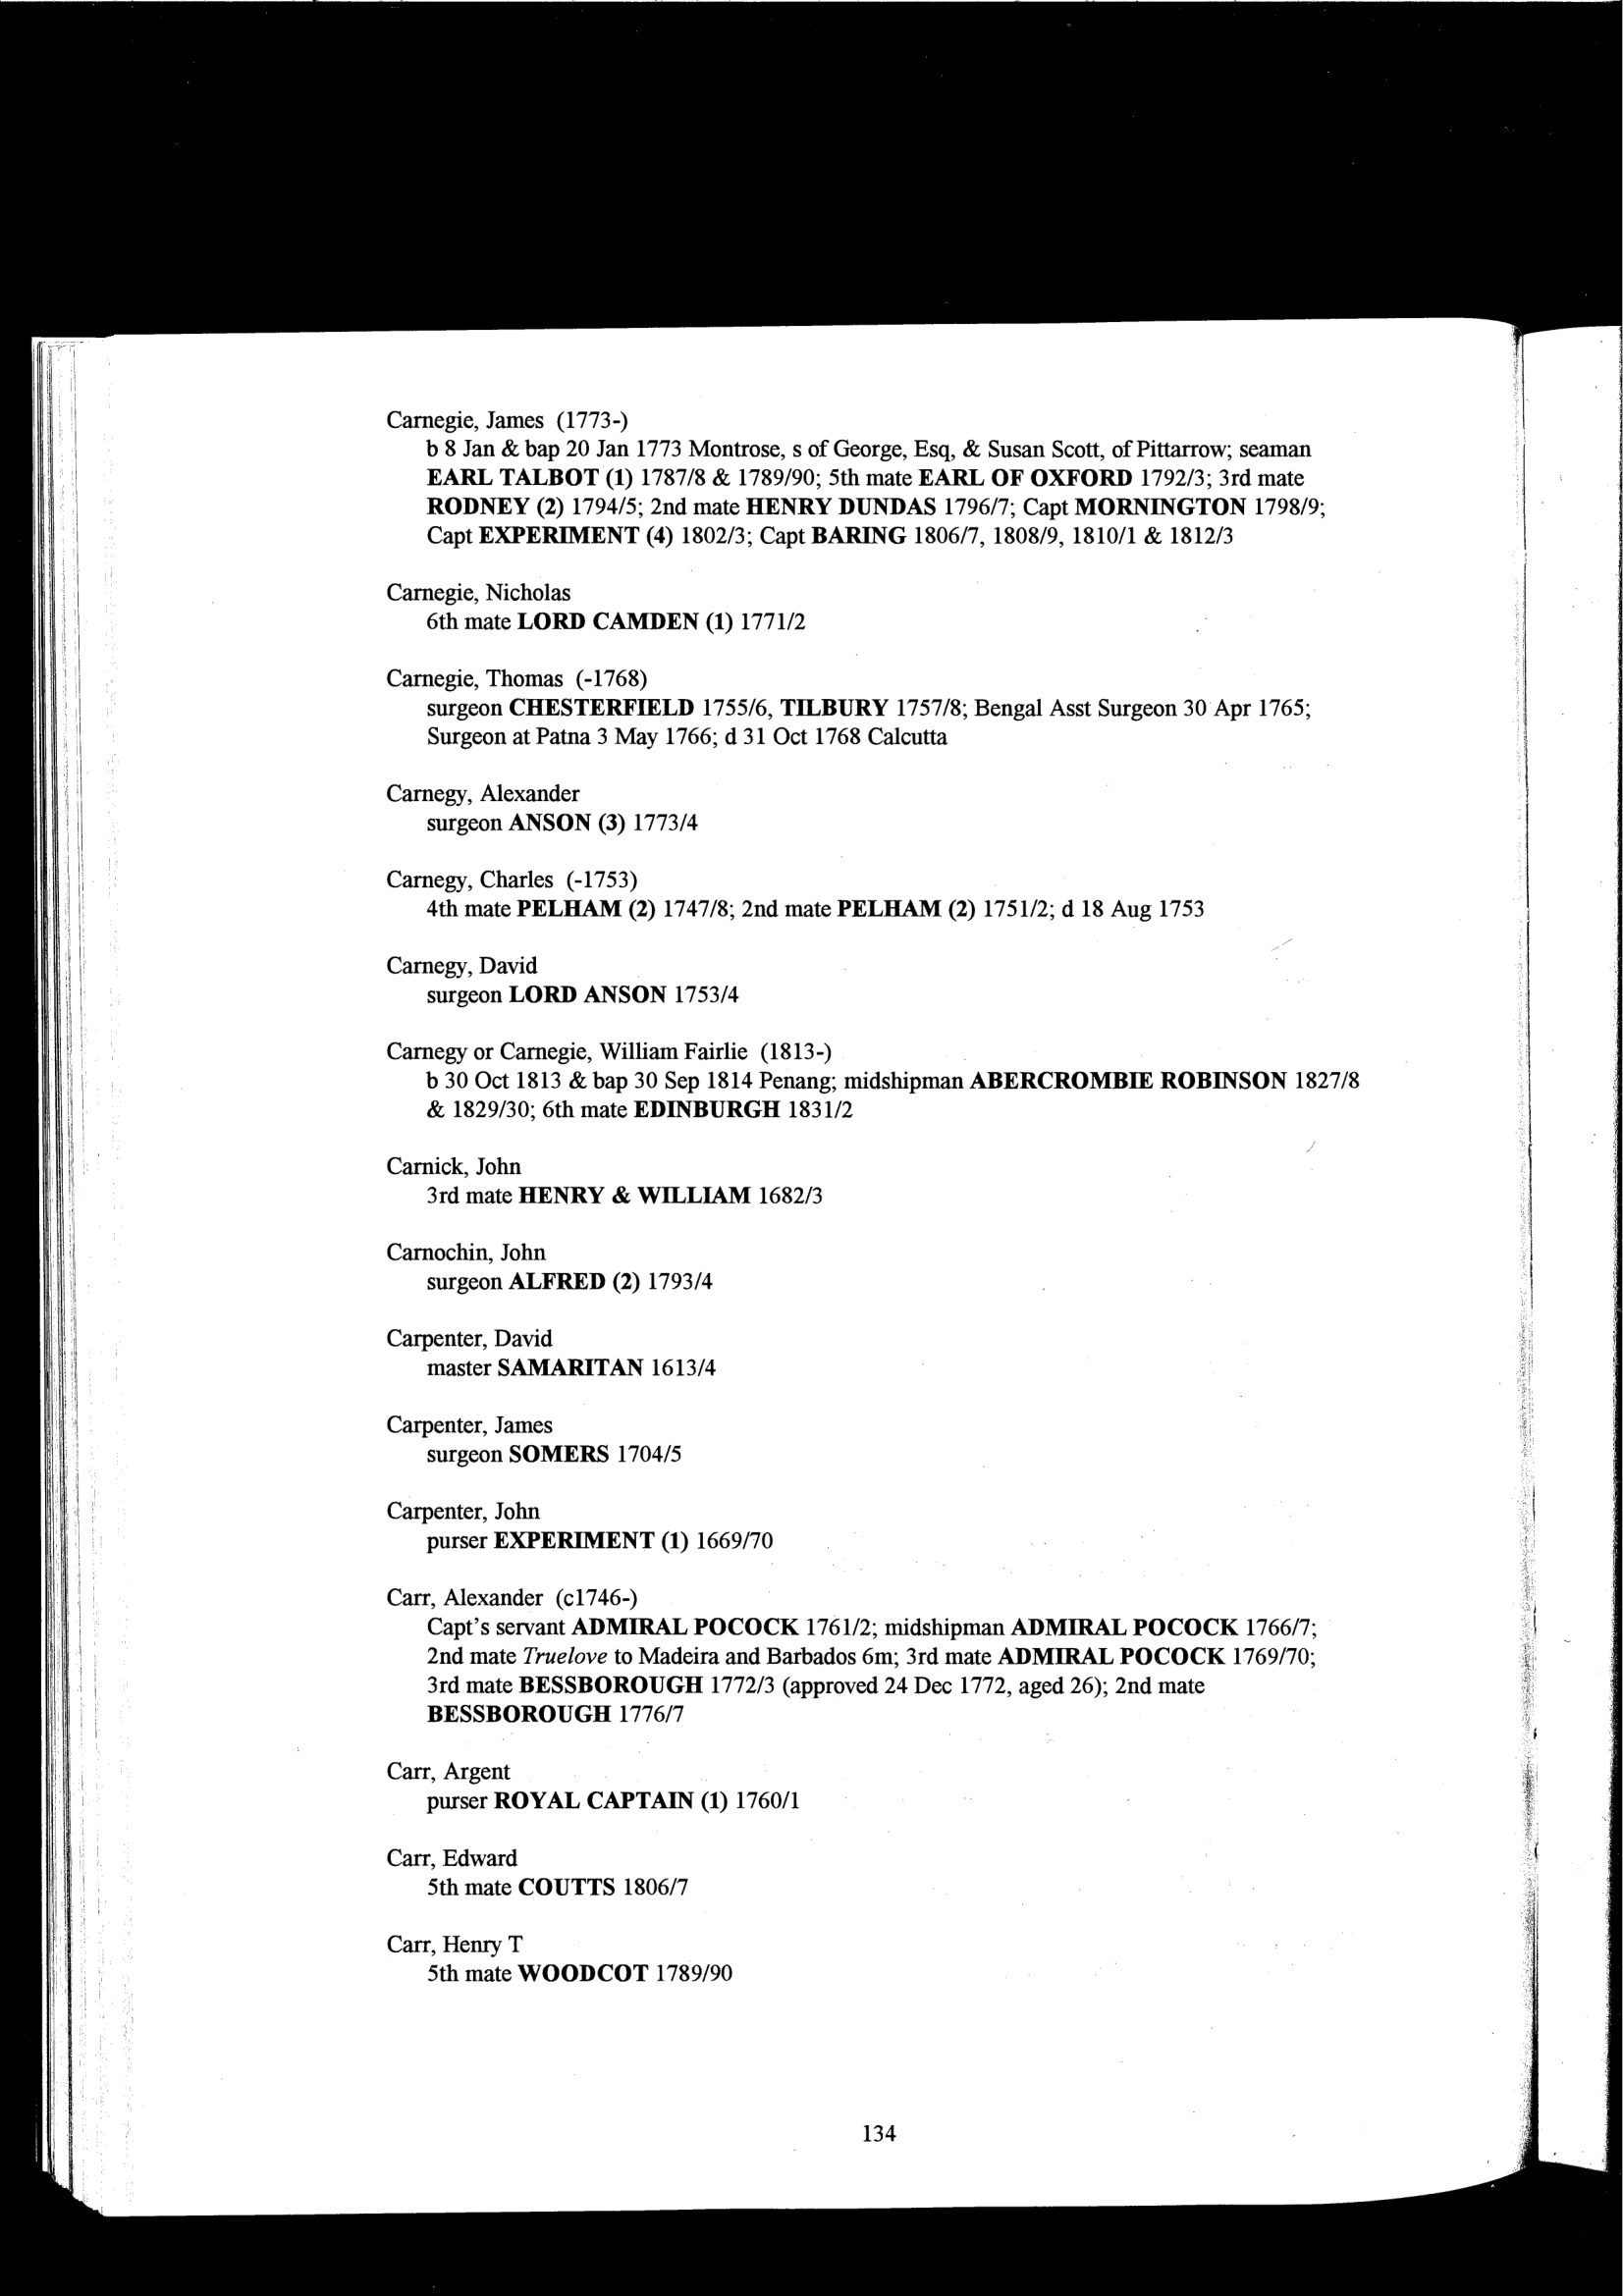 Carnegie, James (1773-)
b 8 Jan & bap 20 Jan 1773 Montrose, s of George, Esq, & Susan Scott, of Pittarrow; seaman
EARL TALBOT (1) 1787/8 & 1789/90; 5th mate EARL OF OXFORD 1792/3; 3rd mate
RODNEY (2) 1794/5; 2nd mate HENRY DUNDAS 1796/7; Capt MORNINGTON 1798/9;
Capt EXPERIMENT (4) 1802/3; Capt BARING 1806/7, 1808/9, 1810/1 & 1812/3
Carnegie, Nicholas
6th mate LORD CAMDEN (1) 1771/2
Carnegie, Thomas (-1768)
surgeon CHESTERFIELD 1755/6, TILBURY 1757/8; Bengal Asst Surgeon 30 Apr 1765;
Surgeon at Patna 3 May 1766; d 31 Oct 1768 Calcutta
Carnegy, Alexander
surgeon ANSON (3) 1773/4
Carnegy, Charles (-1753)
4th mate PELHAM (2) 1747/8; 2nd mate PELHAM (2) 1751/2; d 18 Aug 1753
Carnegy, David
surgeon LORD ANSON 1753/4
Carnegy or Carnegie, William Fairlie (1813-)
b 30 Oct 1813 & bap 30 Sep 1814 Penang; midshipman ABERCROMBIE ROBINSON 1827/8
& 1829/30; 6th mate EDINBURGH 1831/2
Carnick, John
3rd mate HENRY & WILLIAM 1682/3
Carnochin, John
surgeon ALFRED (2) 1793/4
Carpenter, David
master SAMARITAN 1613/4
Carpenter, James
surgeon SOMERS 1704/5
Carpenter, John
purser EXPERIMENT (1) 1669/70
Carr, Alexander (c1746-)
Capt's servant ADMIRAL POCOCK 1761/2; midshipman ADMIRAL POCOCK 1766/7;
2nd mate Truelove to Madeira and Barbados 6m; 3rd mate ADMIRAL POCOCK 1769/70;
3rd mate BESSBOROUGH 1772/3 (approved 24 Dec 1772, aged 26); 2nd mate
BESSBOROUGH 1776/7
Carr, Argent
purser ROYAL CAPTAIN (1) 1760/1
Carr, Edward
5th mate COUTTS 1806/7
Carr, Henry T
5th mate WOODCOT 1789/90
134